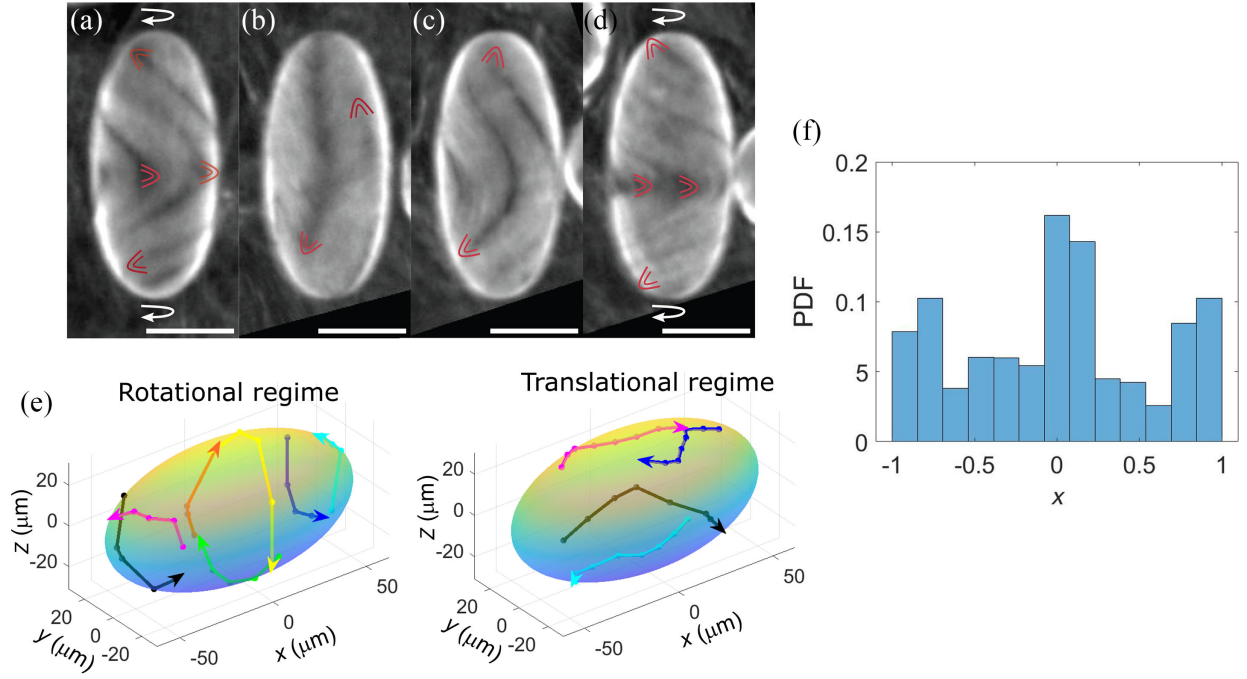 (a)
(b)
(c)
(d)
(e)
Rotational regime
20
0
-20
z (μm)
20
0
-20
y (μm)
-50
0
50
x (μm)
Translational regime
20
0
-20
z (μm)
20
0
-20
y (μm)
-50
0
50
x (μm)
(f)
0.2
0.15
0.1
5
0
PDF
-1
-0.5
0
0.5
1
x